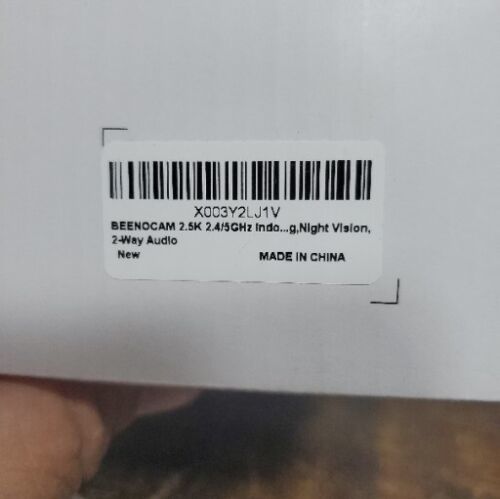 X003Y2LJ1V
BEENOCAM 2.5K 2.4/5GHz Indo...g,Night Vision,
2-Way Audio
New MADE IN CHINA